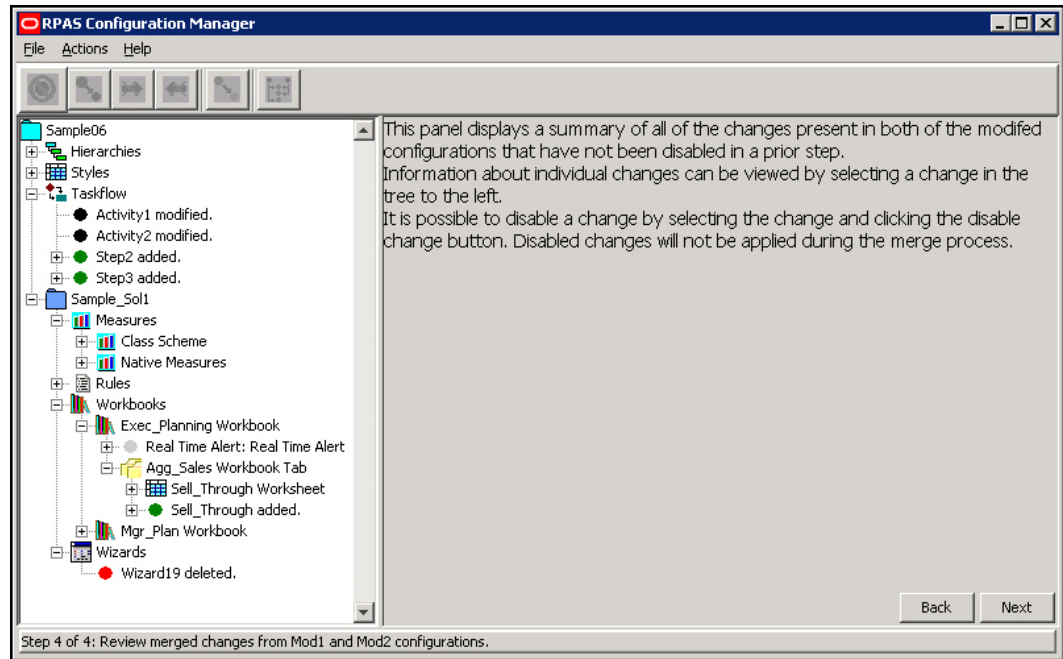 RPAS Configuration Manager
File Actions Help
Sample06
Hierarchies
Styles
Taskflow
Activity1 modified.
Activity2 modified.
Step2 added.
Step3 added.
Sample_Sol1
Measures
Class Scheme
Native Measures
Rules
Workbooks
Exec_Planning Workbook
Real Time Alert: Real Time Alert
Agg_Sales Workbook Tab
Sell_Through Worksheet
Sell_Through added.
Mgr_Plan Workbook
Wizards
Wizard19 deleted.
This panel displays a summary of all of the changes present in both of the modifed
configurations that have not been disabled in a prior step.
Information about individual changes can be viewed by selecting a change in the
tree to the left.
It is possible to disable a change by selecting the change and clicking the disable
change button. Disabled changes will not be applied during the merge process.
Back Next
Step 4 of 4: Review merged changes from Mod1 and Mod2 configurations.